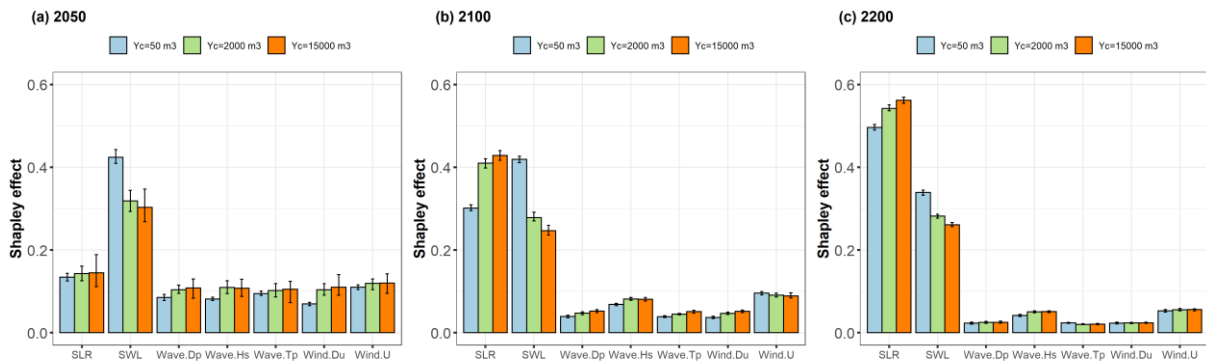 (a) 2050
Yc=50 m3 Yc=2000 m3 Yc=15000 m3
Shapley effect
0.6
0.4
0.2
0.0
SLR SWL Wave.Dp Wave.Hs Wave.Tp Wind.Du Wind.U
(b) 2100
Yc=50 m3 Yc=2000 m3 Yc=15000 m3
Shapley effect
0.6
0.4
0.2
0.0
SLR SWL Wave.Dp Wave.Hs Wave.Tp Wind.Du Wind.U
(c) 2200
Yc=50 m3 Yc=2000 m3 Yc=15000 m3
Shapley effect
0.6
0.4
0.2
0.0
SLR SWL Wave.Dp Wave.Hs Wave.Tp Wind.Du Wind.U